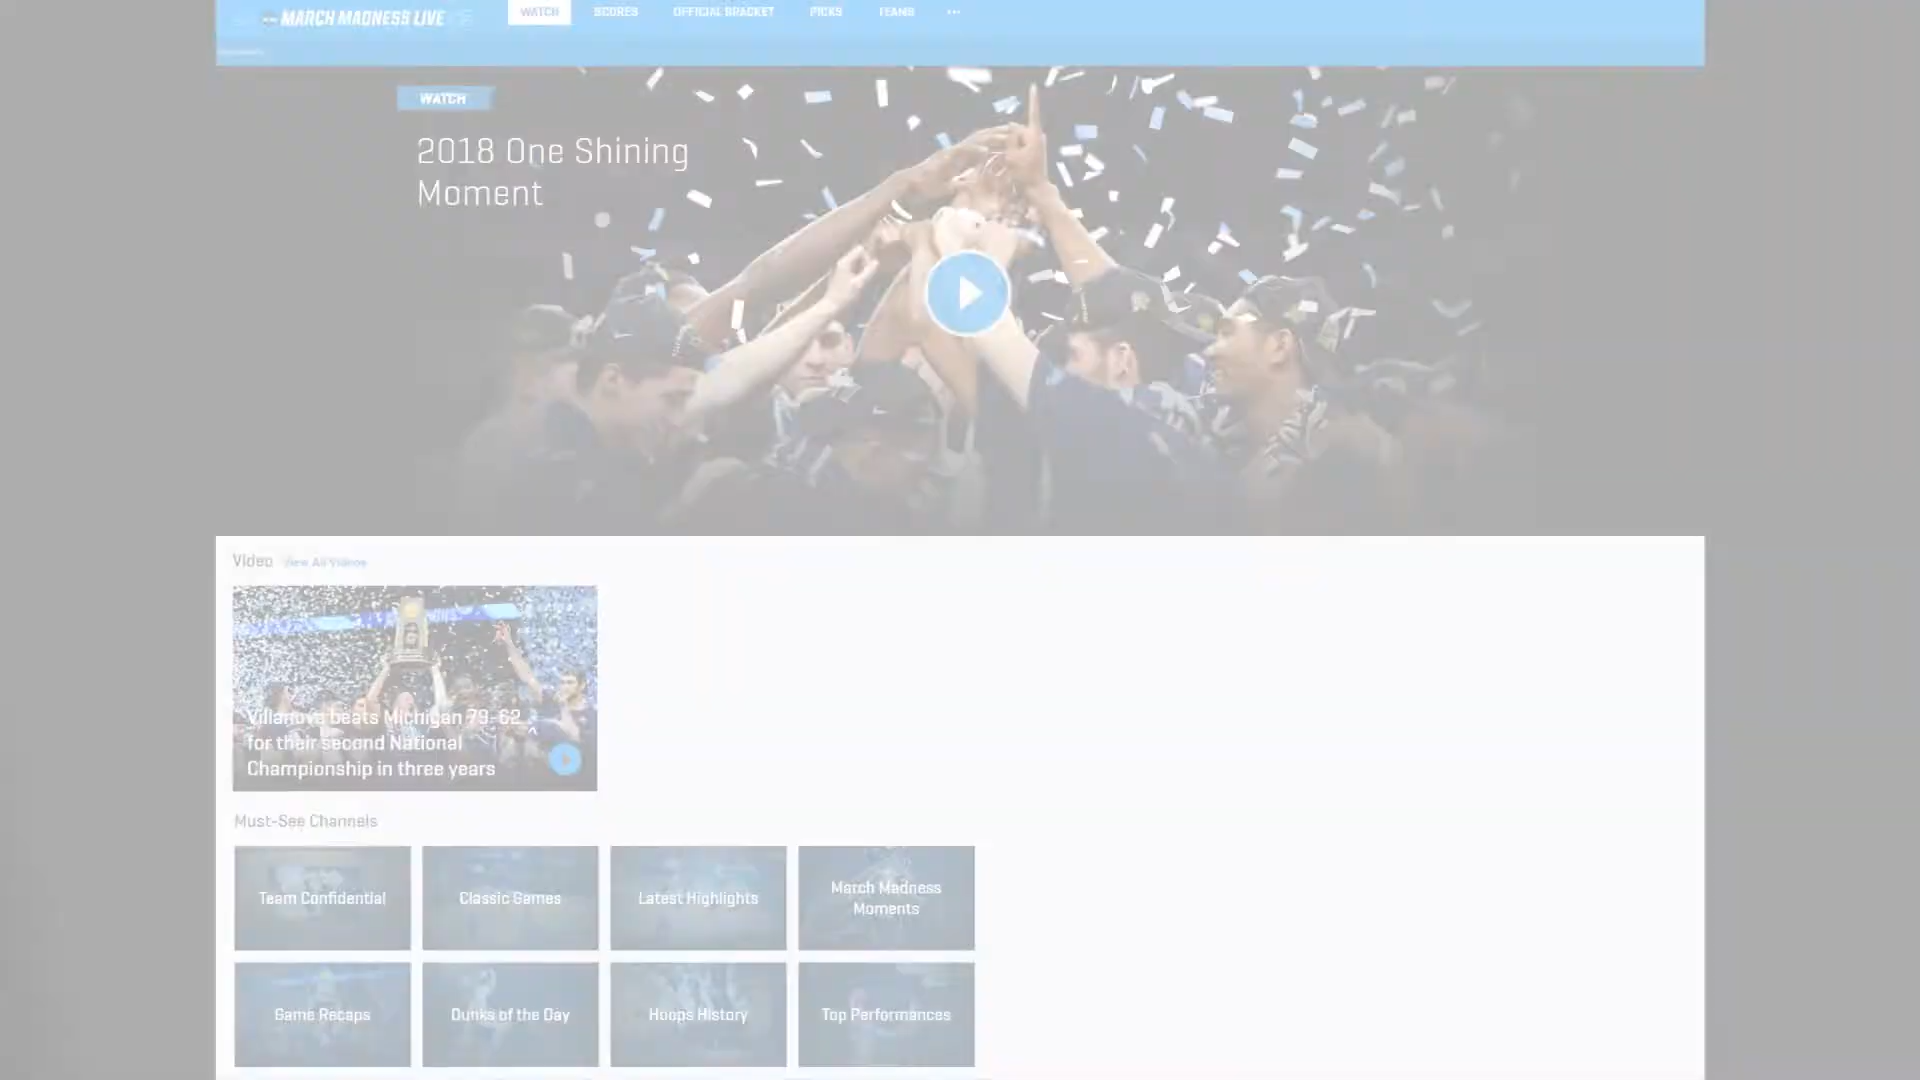 MARCH MADNESS LIVE
WATCH
SCORES
OFFICIAL BRACKET
PICKS
TEAMS
WATCH
2018 One Shining
Moment
Video
View All Videos
Villanova beats Michigan 79-62
for their second National
Championship in three years
Must-See Channels
Team Confidential
Classic Games
Latest Highlights
March Madness
Moments
Game Recaps
Dunks of the Day
Hoops History
Top Performances